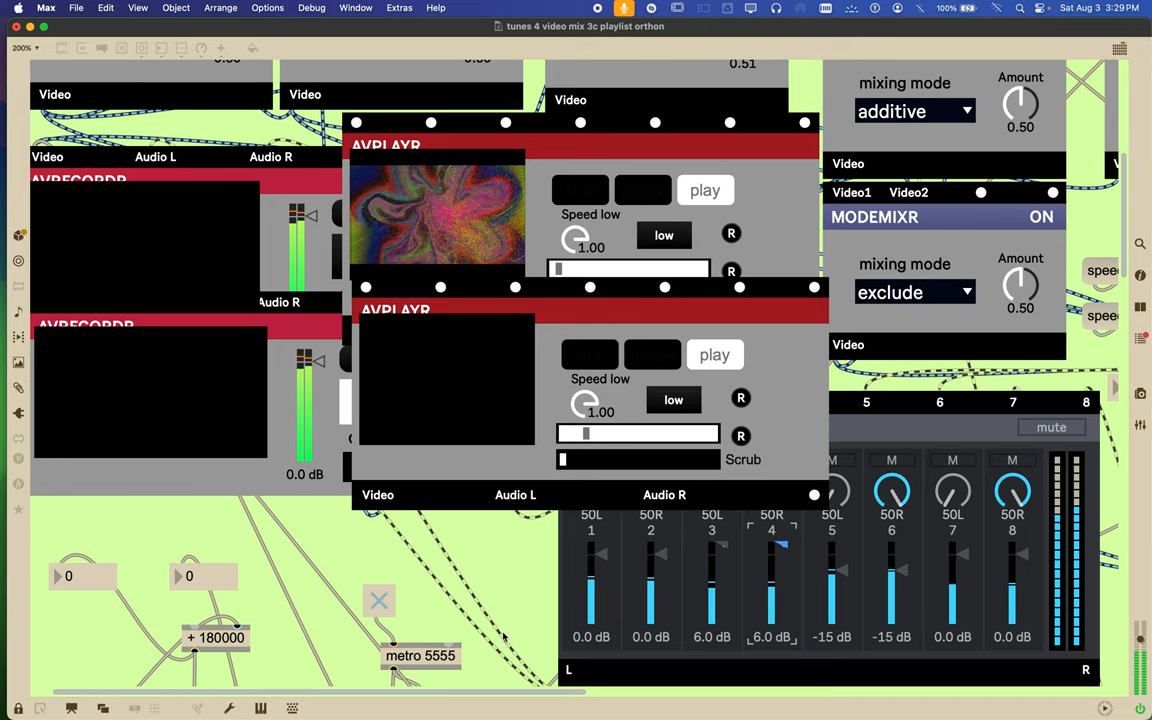 Max File Edit View Object Arrange Options Debug Window Extras Help
100% Sat Aug 3 3:29 PM
tunes 4 video mix 3c playlist orthon
200%
0.51
Video
Video
Video
mixing mode
additive
Amount
0.50
Video
Video Audio L Audio R
AVPLAYR
play
Speed low
1.00
low
R
R
Video1 Video2
MODEMIXR ON
mixing mode
exclude
Amount
0.50
Video
spee
spee
Audio R
0.0 dB
AVPLAYR
stop
play
Speed low
1.00
low
R
R
Scrub
Video Audio L Audio R
5 6 7 8
mute
M M M M
50L 50R 50L 50R 50L 50R 50L 50R
1 2 3 4 5 6 7 8
0.0 dB 0.0 dB 6.0 dB 6.0 dB -15 dB -15 dB 0.0 dB 0.0 dB
L R
0
0
+ 180000
metro 5555